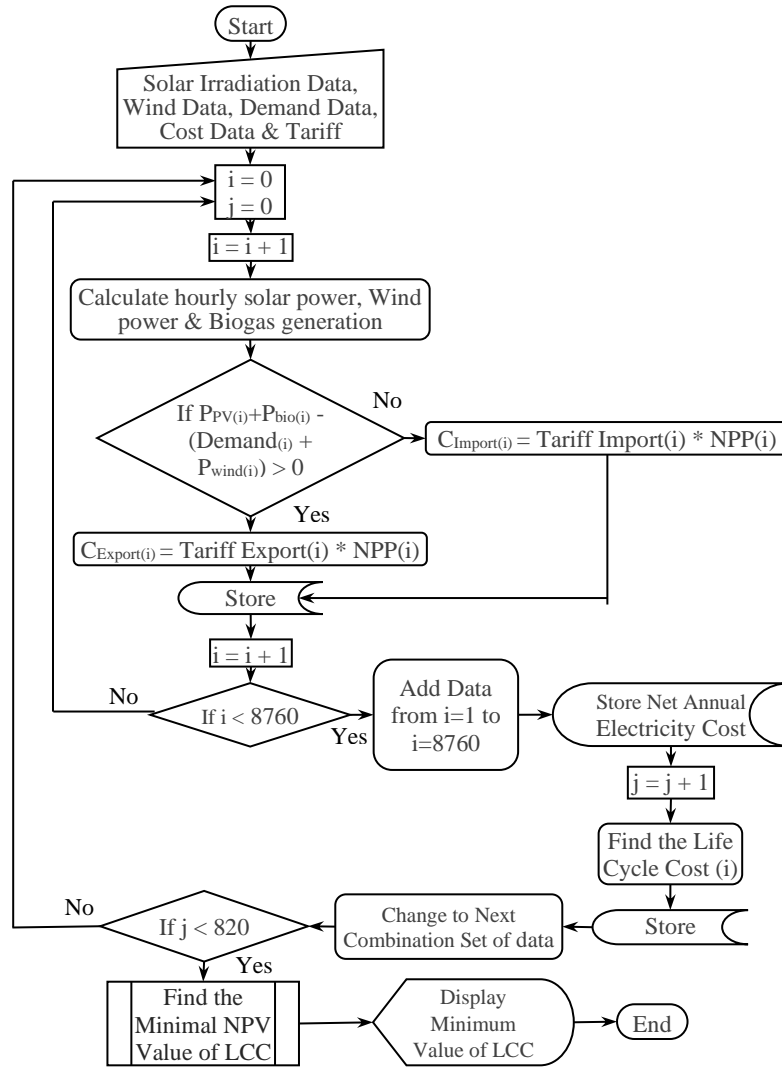 Start
Solar Irradiation Data,
Wind Data, Demand Data,
Cost Data & Tariff
i = 0
j = 0
i = i + 1
Calculate hourly solar power, Wind
power & Biogas generation
No
If PPV(i)+Pbio(i) -
(Demand(i) +
Pwind(i)) > 0
CImport(i) = Tariff Import(i) * NPP(i)
Yes
CExport(i) = Tariff Export(i) * NPP(i)
Store
i = i + 1
No
If i < 8760
Yes
Add Data
from i=1 to
i=8760
Store Net Annual
Electricity Cost
j = j + 1
Find the Life
Cycle Cost (i)
Store
Change to Next
Combination Set of data
No
If j < 820
Yes
Find the
Minimal NPV
Value of LCC
Display
Minimum
Value of LCC
End